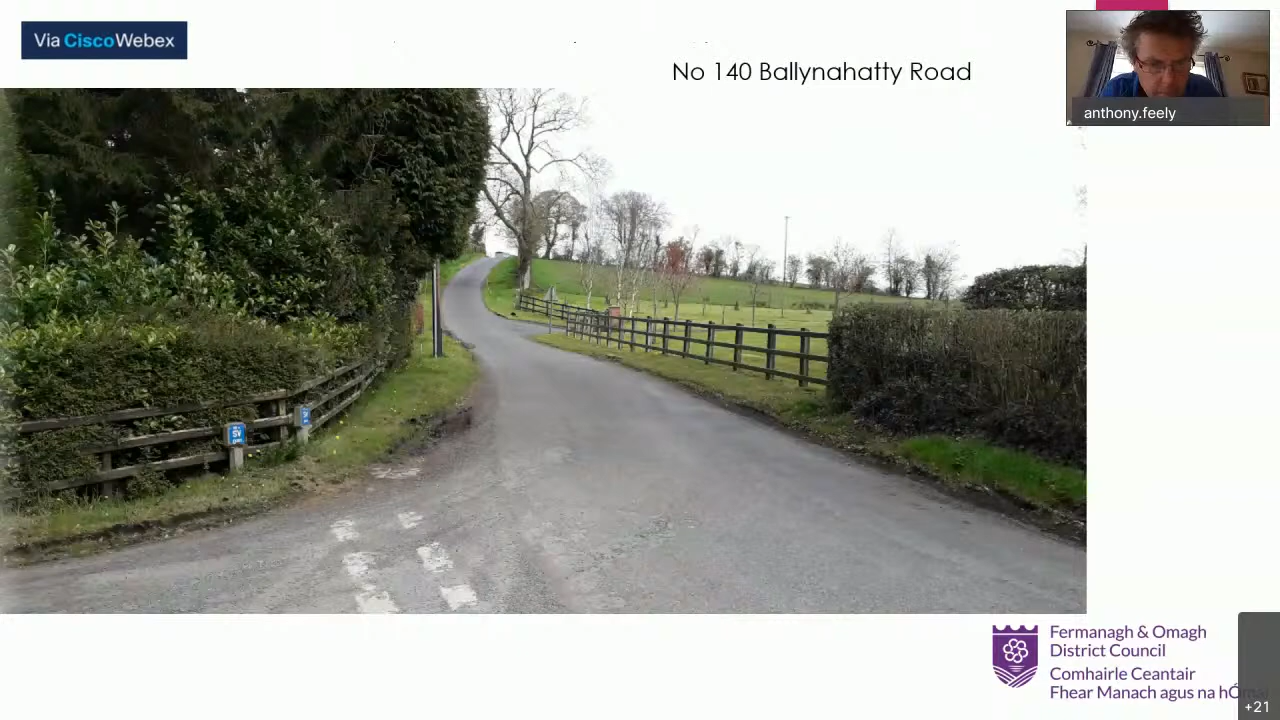 Via CiscoWebex
No 140 Ballynahatty Road
anthony.feely
SV
Fermanagh & Omagh
District Council
Comhairle Ceantair
Fhear Manach agus na hÓmaí
+21